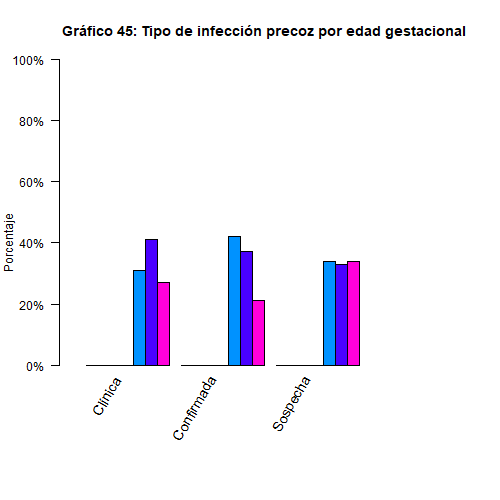 Gráfico 45: Tipo de infección precoz por edad gestacional
100%
80%
60%
40%
20%
0%
Porcentaje
Clínica
Confirmada
Sospecha